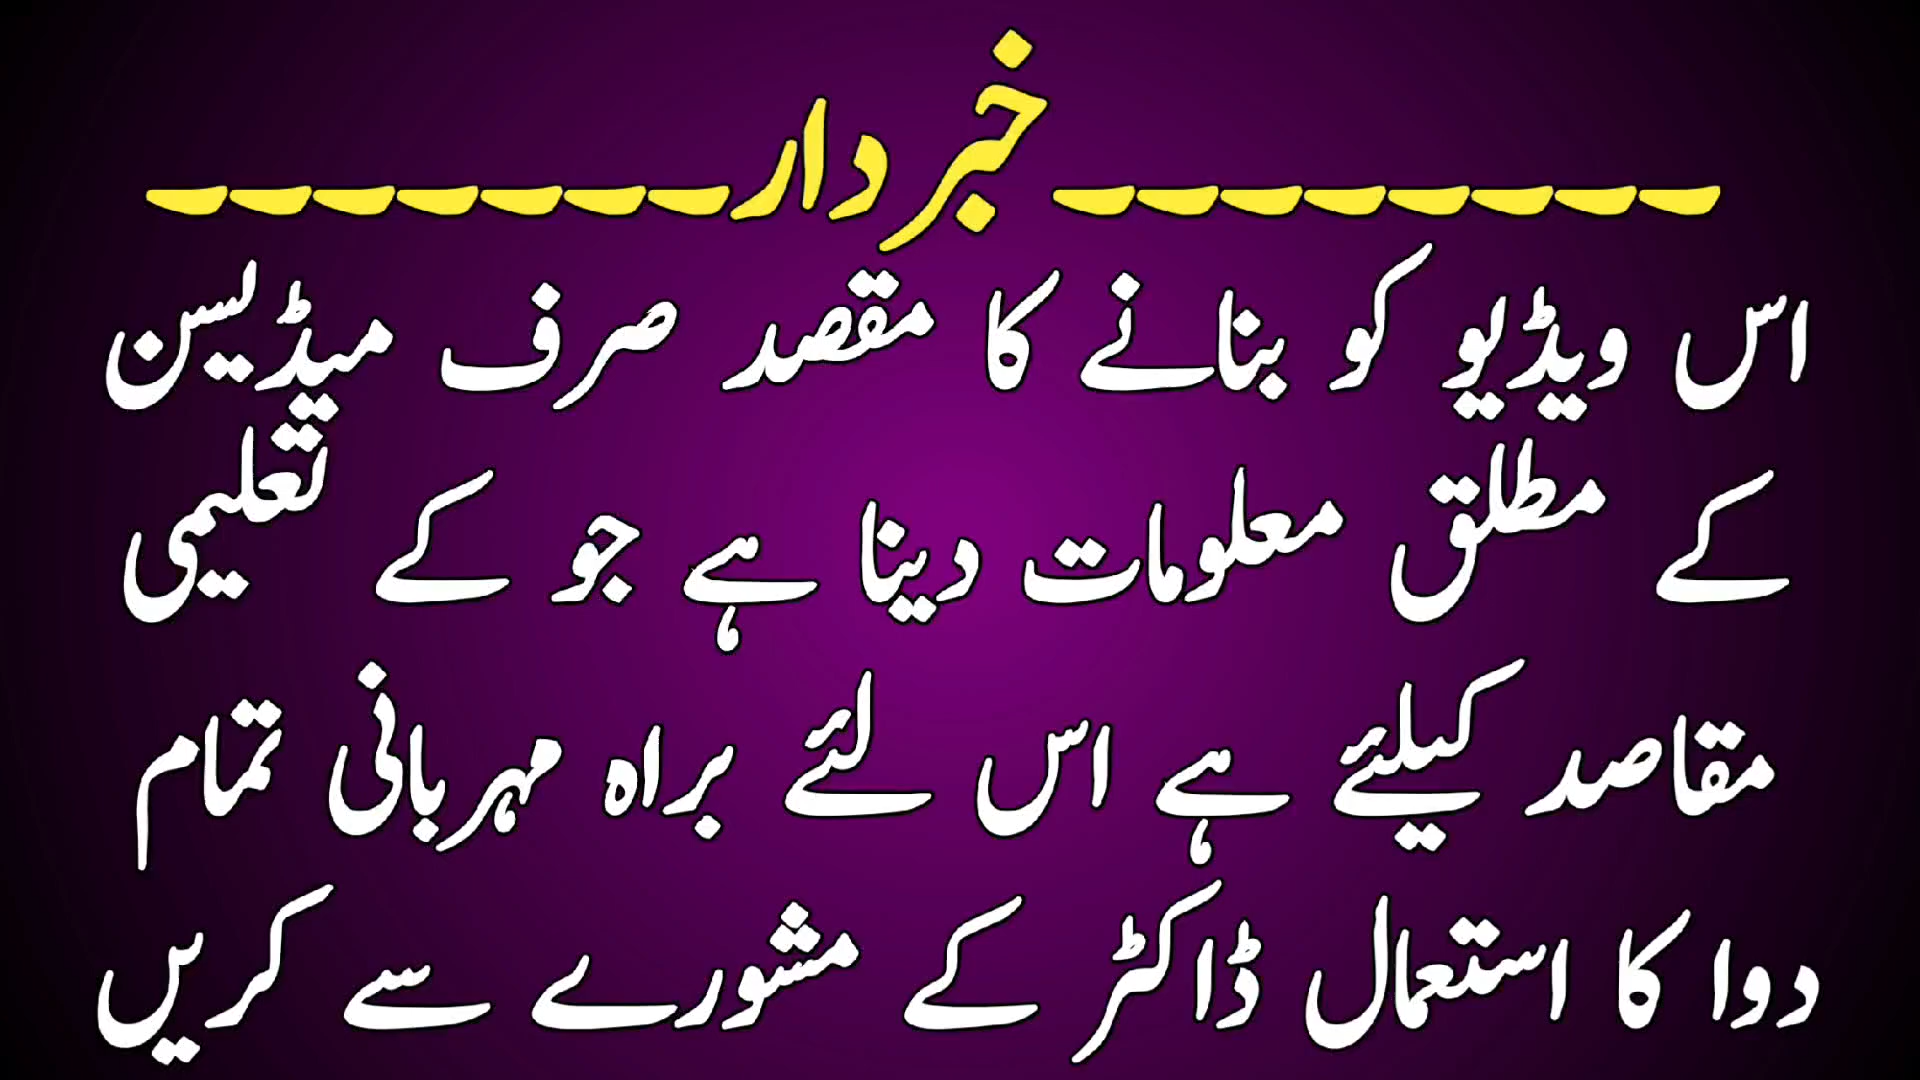 ۔۔۔۔۔۔۔۔خبردار۔۔۔۔۔۔۔
اس ویڈیو کو بنانے کا مقصد صرف میڈیسن
کے مطلق معلومات دینا ہے جو کے تعلیمی
مقاصد کیلئے ہے اس لئے براہ مہربانی تمام
دوا کا استعمال ڈاکٹر کے مشورے سے کریں